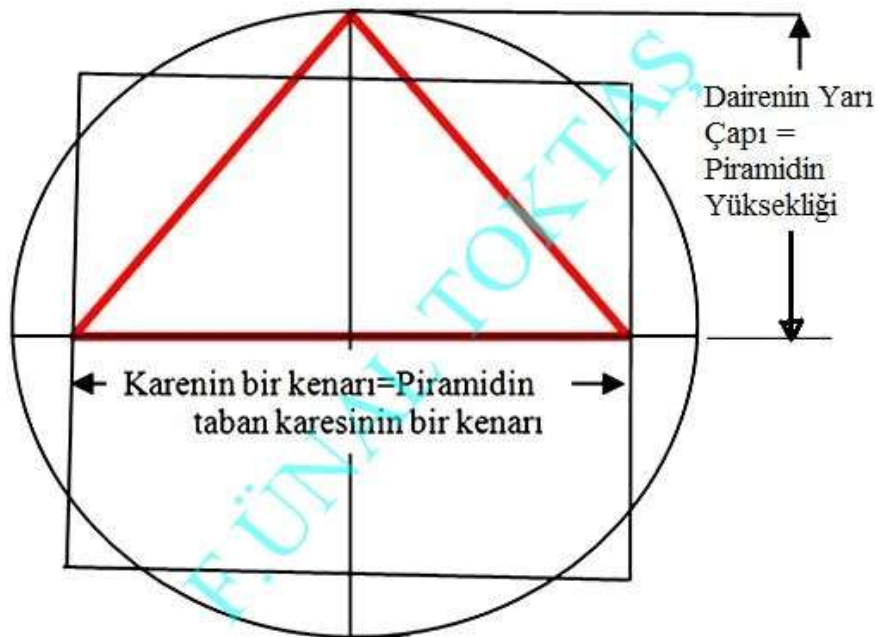 Dairenin Yarı
Çapı =
Piramidin
Yüksekliği
Karenin bir kenarı=Piramidin
taban karesinin bir kenarı
F.ÜNAL TOKTAŞ